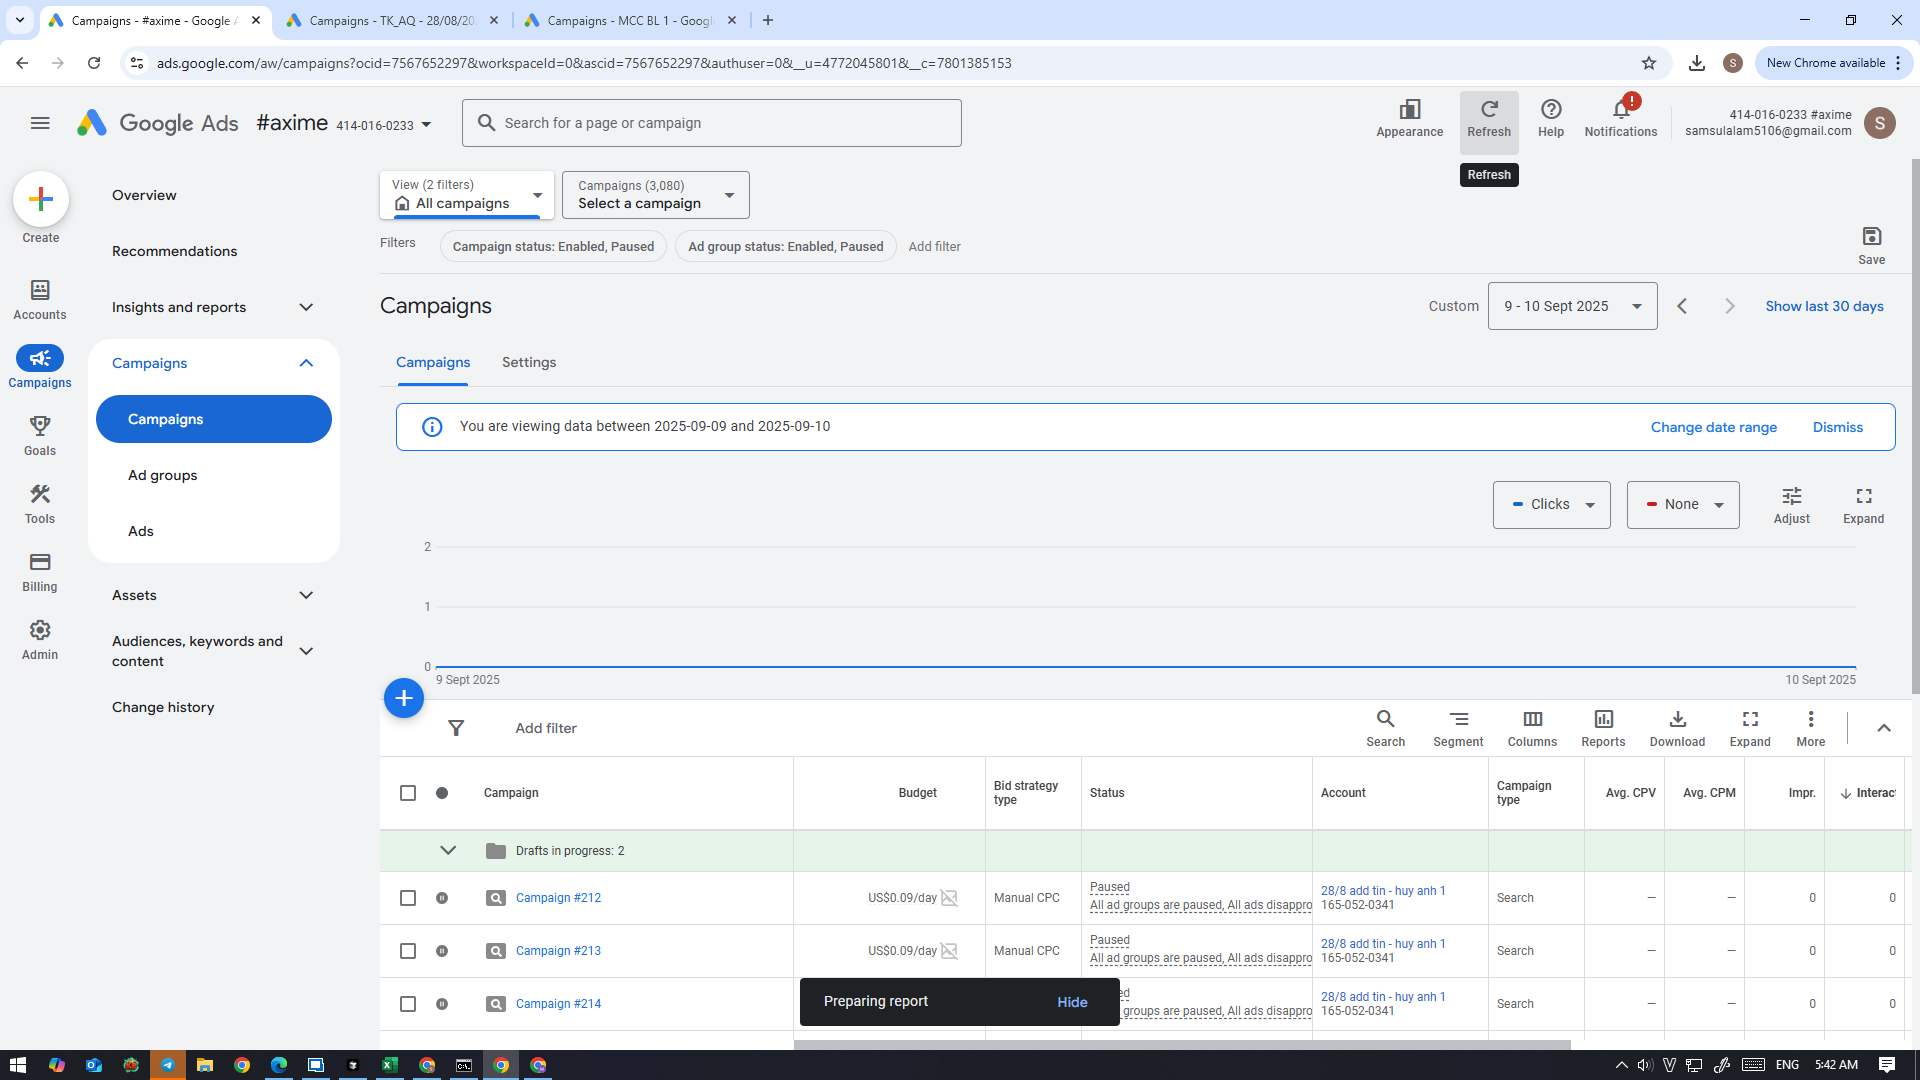 Campaigns - #axime - Google A
Campaigns - TK_AQ - 28/08/20
Campaigns - MCC BL 1 - Googl
ads.google.com/aw/campaigns?ocid=7567652297&workspaceId=0&ascid=7567652297&authuser=0&__u=4772045801&__c=7801385153
S
New Chrome available
Google Ads
#axime 414-016-0233
Search for a page or campaign
Appearance
Refresh
Help
!
Notifications
414-016-0233 #axime
samsulalam5106@gmail.com
S
Refresh
Create
Accounts
Campaigns
Goals
Tools
Billing
Admin
Overview
Recommendations
Insights and reports
Campaigns
Campaigns
Ad groups
Ads
Assets
Audiences, keywords and
content
Change history
View (2 filters)
All campaigns
Campaigns (3,080)
Select a campaign
Filters
Campaign status: Enabled, Paused
Ad group status: Enabled, Paused
Add filter
Save
Campaigns
Custom
9 - 10 Sept 2025
Show last 30 days
Campaigns
Settings
You are viewing data between 2025-09-09 and 2025-09-10
Change date range
Dismiss
Clicks
None
Adjust
Expand
2
1
0
9 Sept 2025
10 Sept 2025
Add filter
Search
Segment
Columns
Reports
Download
Expand
More
Campaign
Budget
Bid strategy
type
Status
Account
Campaign
type
Avg. CPV
Avg. CPM
Impr.
Interac
Drafts in progress: 2
Campaign #212
US$0.09/day
Manual CPC
Paused
All ad groups are paused, All ads disappro
28/8 add tin - huy anh 1
165-052-0341
Search
–
–
0
0
Campaign #213
US$0.09/day
Manual CPC
Paused
All ad groups are paused, All ads disappro
28/8 add tin - huy anh 1
165-052-0341
Search
–
–
0
0
Campaign #214
ed
groups are paused, All ads disappro
28/8 add tin - huy anh 1
165-052-0341
Search
–
–
0
0
Preparing report
Hide
ENG
5:42 AM